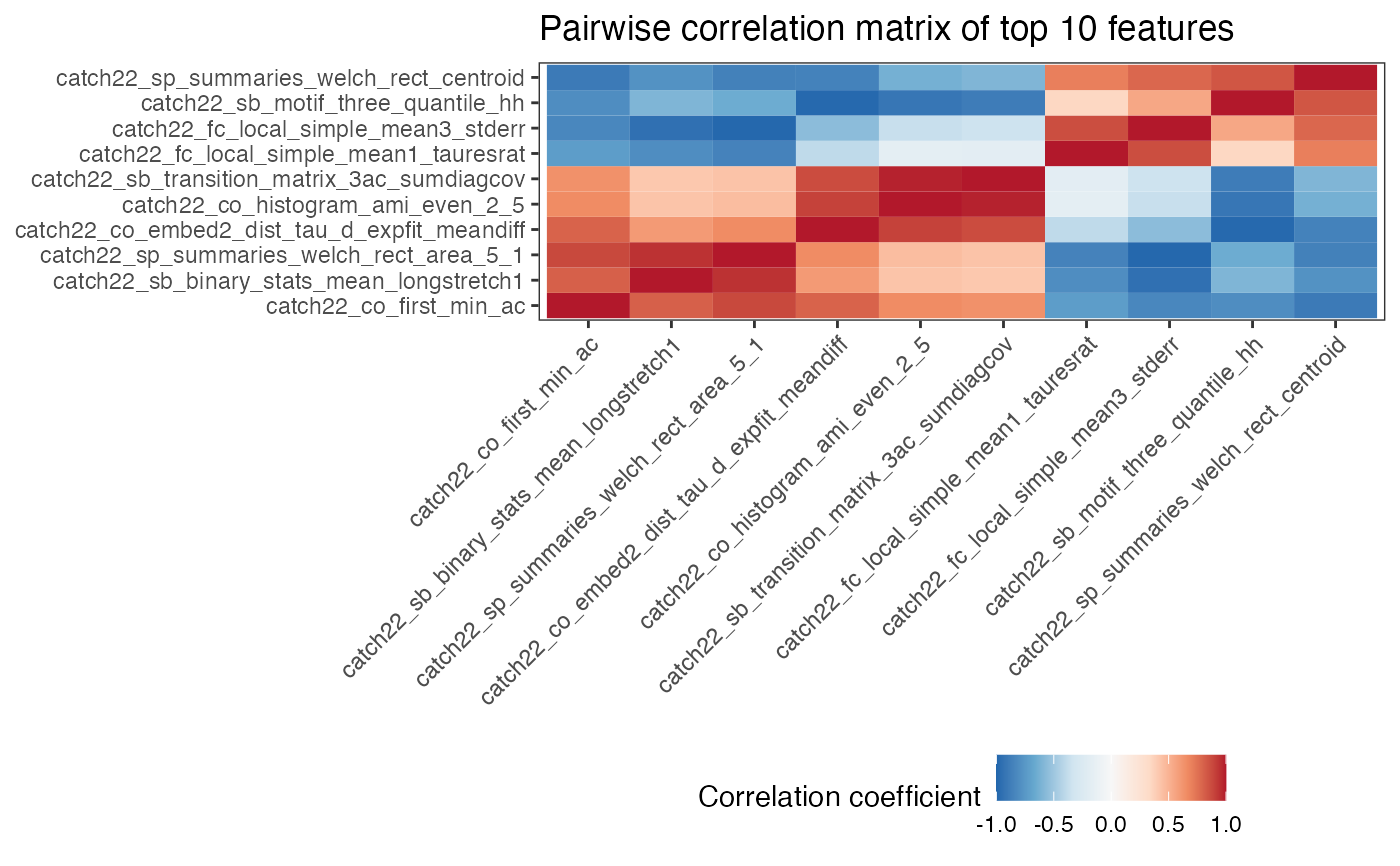 Pairwise correlation matrix of top 10 features
catch22_sp_summaries_welch_rect_centroid
catch22_sb_motif_three_quantile_hh
catch22_fc_local_simple_mean3_stderr
catch22_fc_local_simple_mean1_tauresrat
catch22_sb_transition_matrix_3ac_sumdiagcov
catch22_co_histogram_ami_even_2_5
catch22_co_embed2_dist_tau_d_expfit_meandiff
catch22_sp_summaries_welch_rect_area_5_1
catch22_sb_binary_stats_mean_longstretch1
catch22_co_first_min_ac
catch22_co_first_min_ac
catch22_sb_binary_stats_mean_longstretch1
catch22_sp_summaries_welch_rect_area_5_1
catch22_co_embed2_dist_tau_d_expfit_meandiff
catch22_co_histogram_ami_even_2_5
catch22_sb_transition_matrix_3ac_sumdiagcov
catch22_fc_local_simple_mean1_tauresrat
catch22_fc_local_simple_mean3_stderr
catch22_sb_motif_three_quantile_hh
catch22_sp_summaries_welch_rect_centroid
Correlation coefficient
-1.0 -0.5 0.0 0.5 1.0